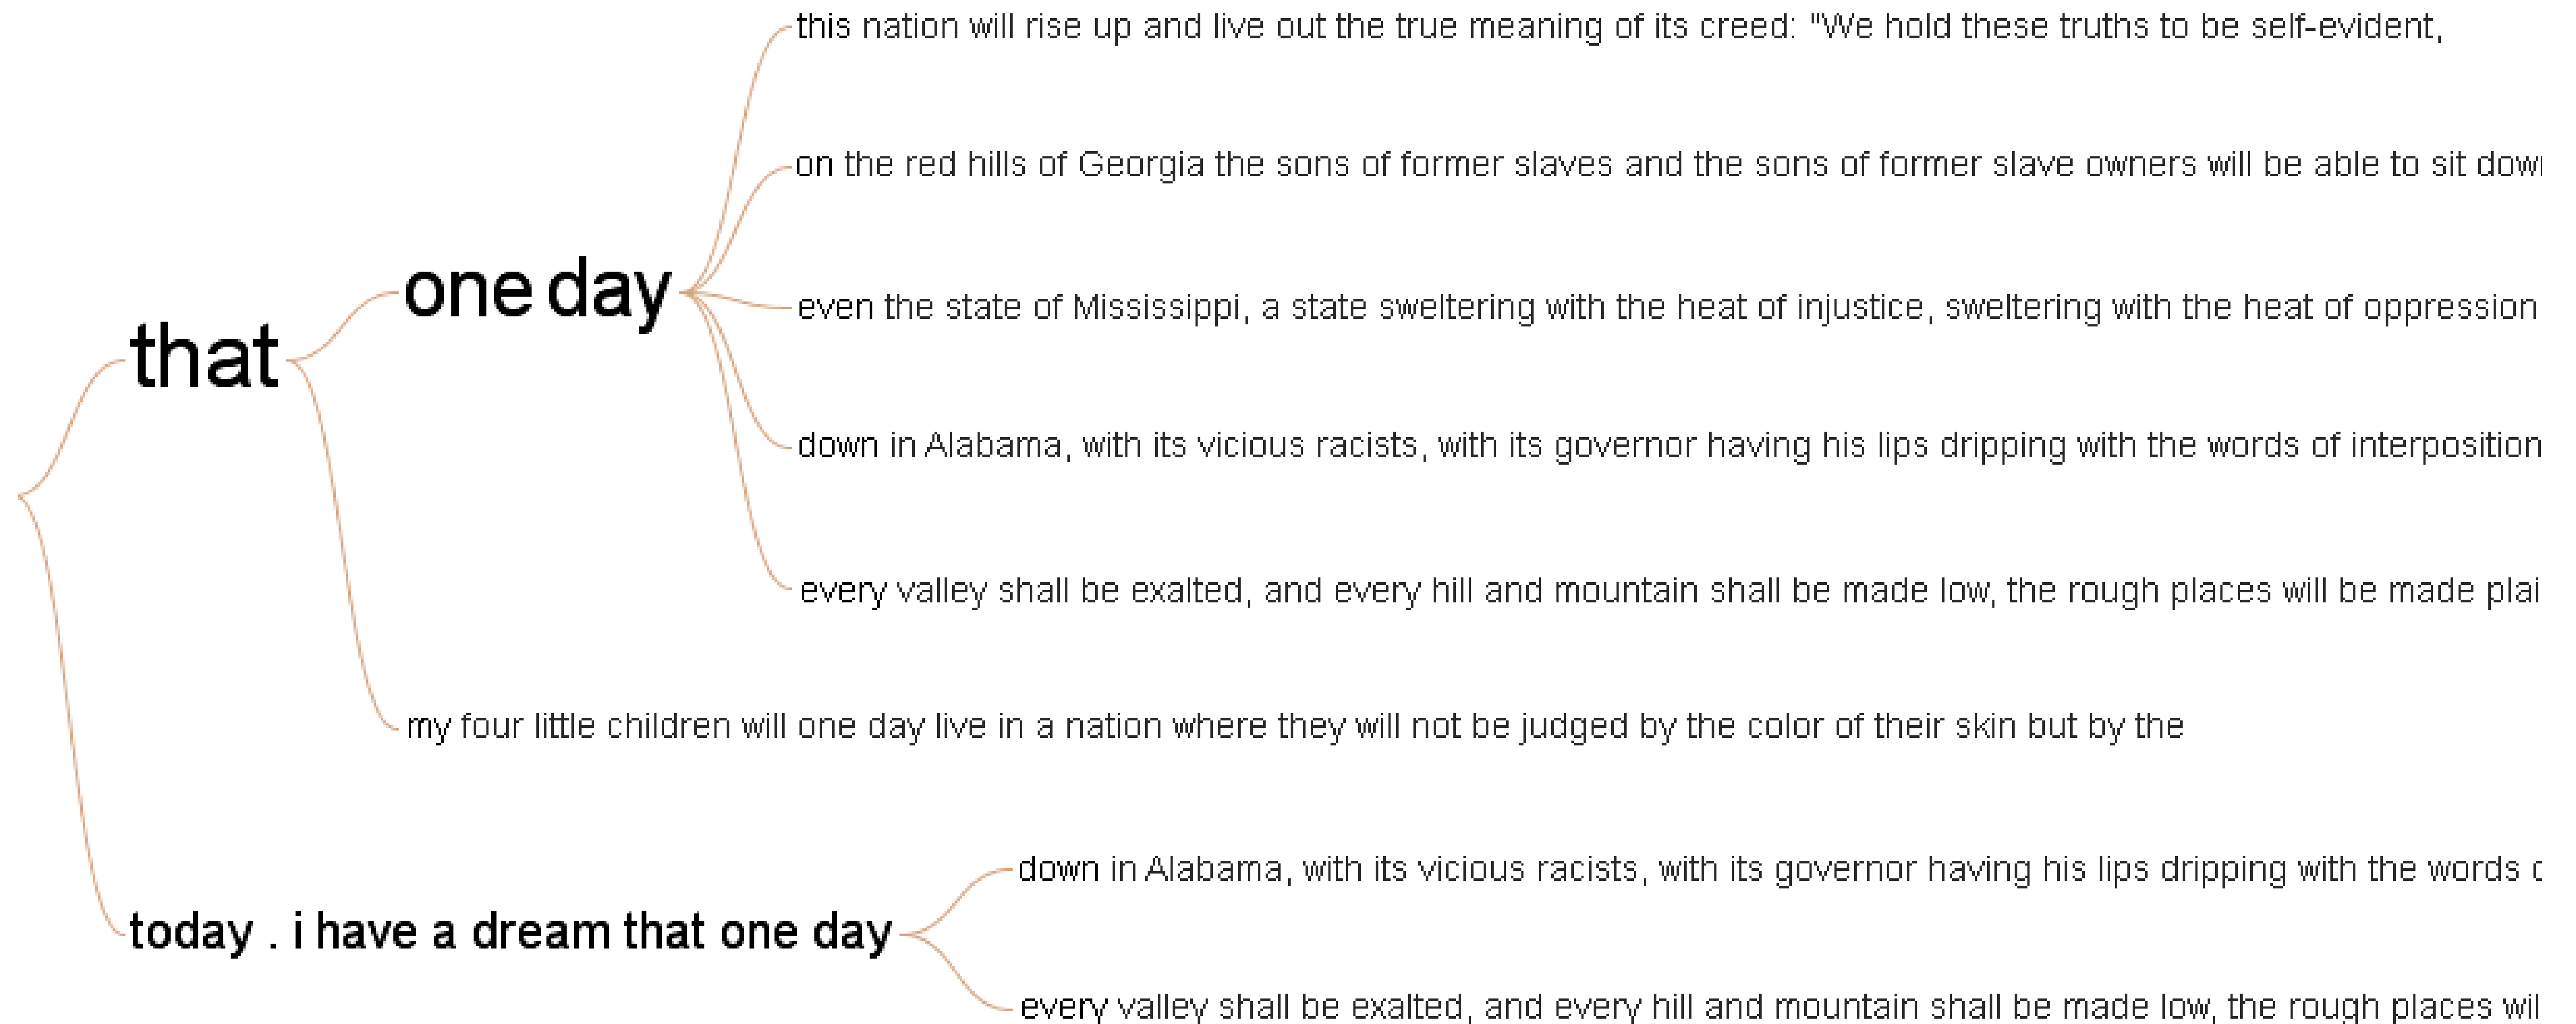 this nation will rise up and live out the true meaning of its creed: "We hold these truths to be self-evident,
on the red hills of Georgia the sons of former slaves and the sons of former slave owners will be able to sit down
one day
even the state of Mississippi, a state sweltering with the heat of injustice, sweltering with the heat of oppression
that
down in Alabama, with its vicious racists, with its governor having his lips dripping with the words of interposition
every valley shall be exalted, and every hill and mountain shall be made low, the rough places will be made plai
my four little children will one day live in a nation where they will not be judged by the color of their skin but by the
down in Alabama, with its vicious racists, with its governor having his lips dripping with the words
today . i have a dream that one day
every valley shall be exalted, and every hill and mountain shall be made low, the rough places wil